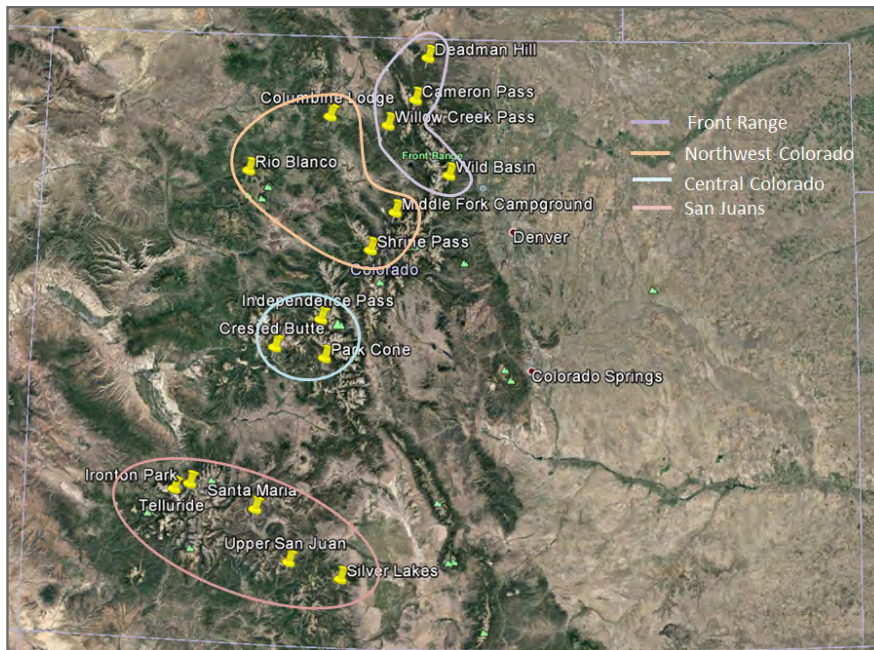 Deadman Hill
Cameron Pass
Columbine Lodge
Willow Creek Pass
Front Range
Rio Blanco
Front Range
Northwest Colorado
Wild Basin
Central Colorado
Middle Fork Campground
San Juans
Shrine Pass
Denver
Colorado
Independence Pass
Crested Butte
Park Cone
Colorado Springs
Ironton Park
Santa Maria
Telluride
Upper San Juan
Silver Lakes